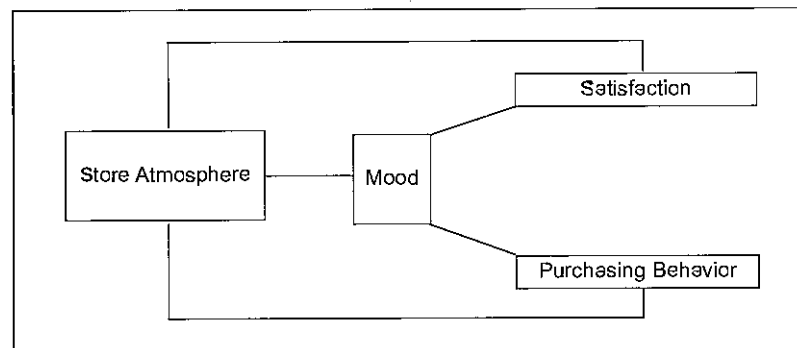 Satisfaction
Store Atmosphere
Mood
Purchasing Behavior